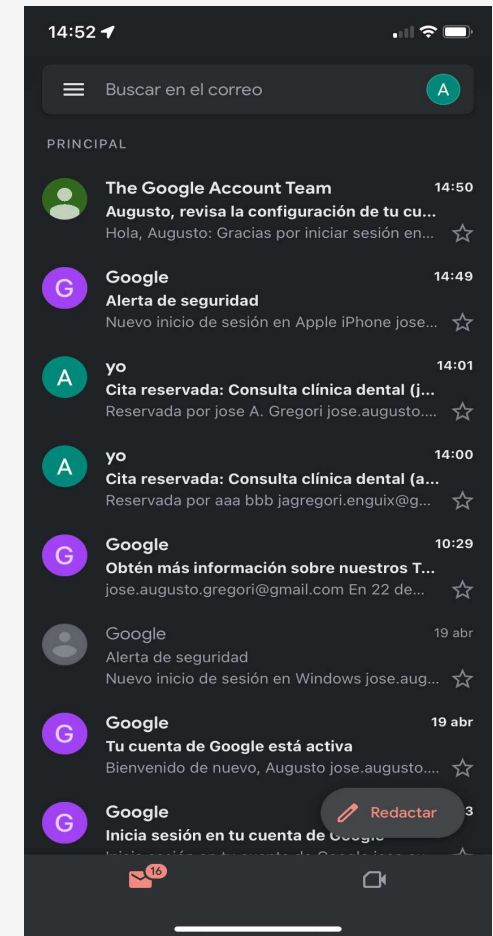 14:52
Buscar en el correo
A
PRINCIPAL
The Google Account Team 14:50
Augusto, revisa la configuración de tu cu...
Hola, Augusto: Gracias por iniciar sesión en...
G Google 14:49
Alerta de seguridad
Nuevo inicio de sesión en Apple iPhone jose...
A yo 14:01
Cita reservada: Consulta clínica dental (j...
Reservada por jose A. Gregori jose.augusto....
A yo 14:00
Cita reservada: Consulta clínica dental (a...
Reservada por aaa bbb jagregori.enguix@g...
G Google 10:29
Obtén más información sobre nuestros T...
jose.augusto.gregori@gmail.com En 22 de...
Google 19 abr
Alerta de seguridad
Nuevo inicio de sesión en Windows jose.aug...
G Google 19 abr
Tu cuenta de Google está activa
Bienvenido de nuevo, Augusto jose.augusto....
G Google 3
Redactar
Inicia sesión en tu cuenta de Google
16